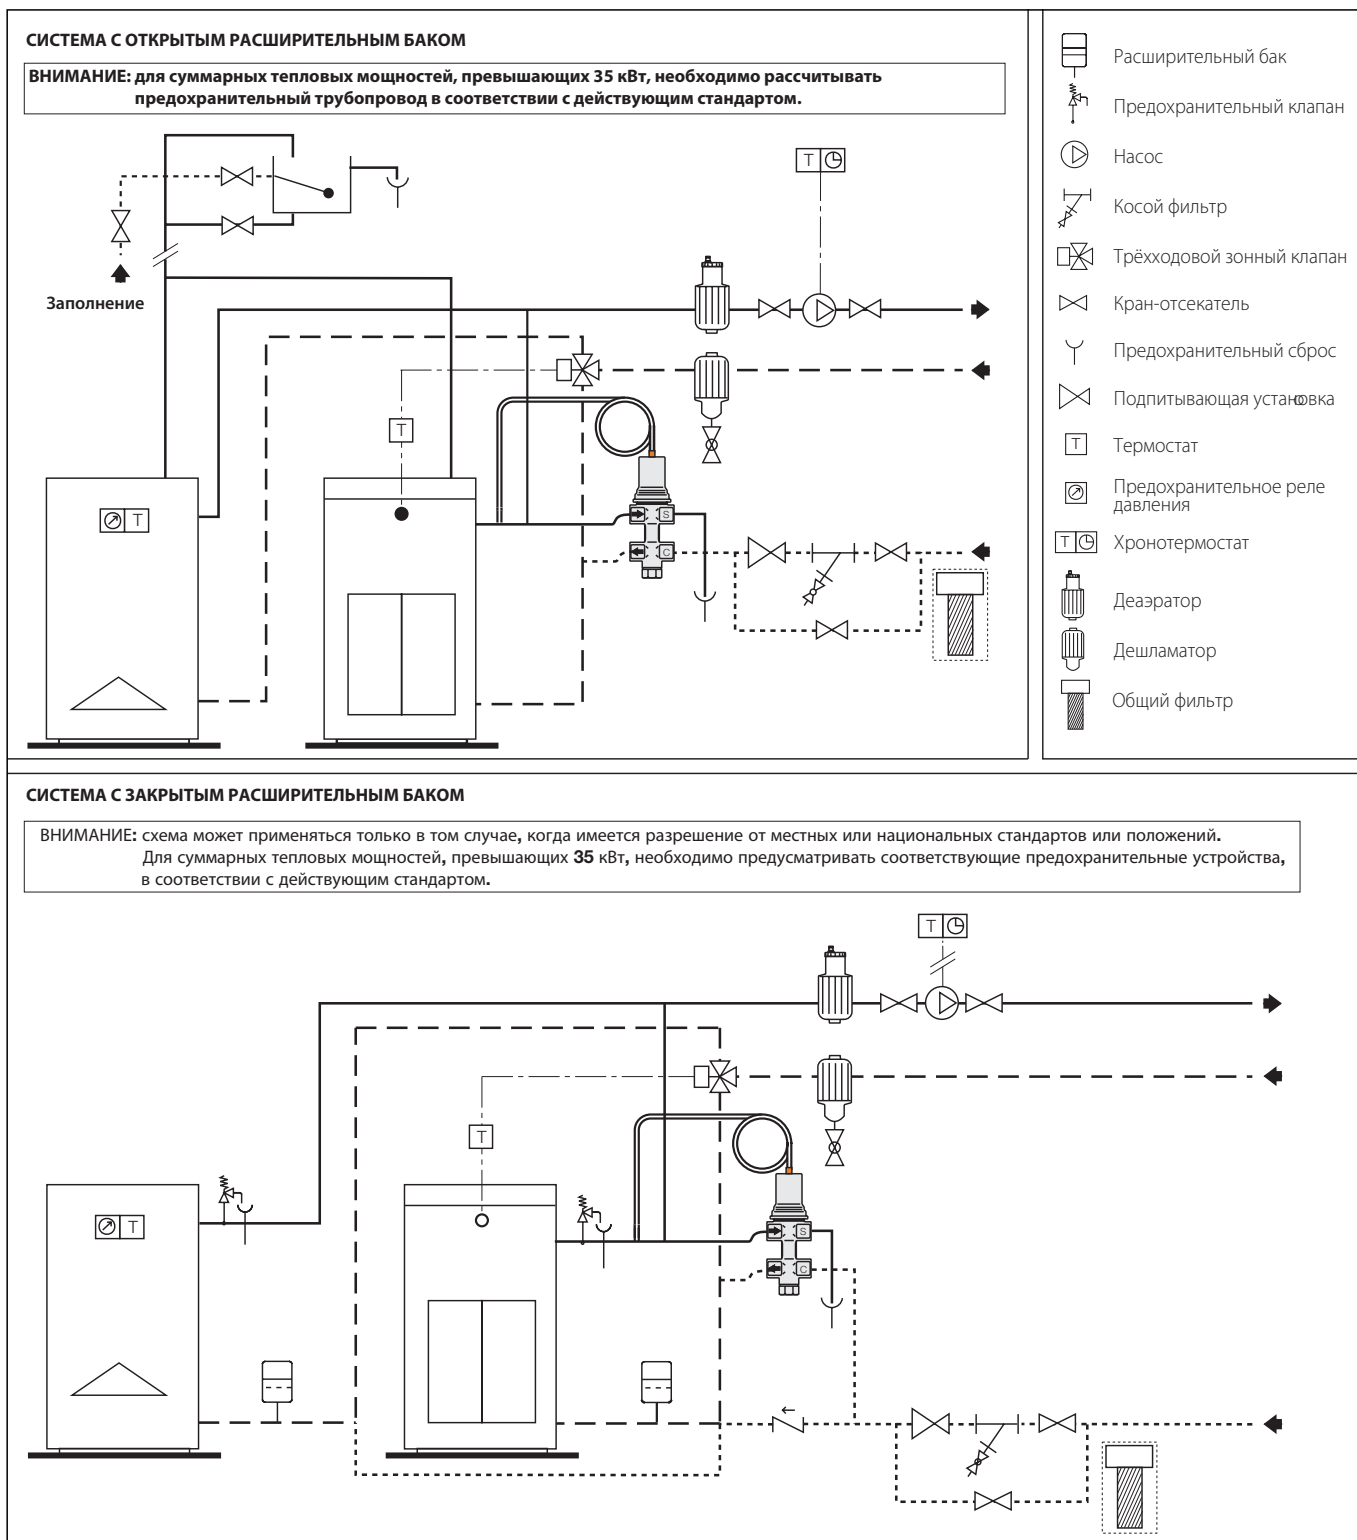 СИСТЕМА С ОТКРЫТЫМ РАСШИРИТЕЛЬНЫМ БАКОМ
ВНИМАНИЕ: для суммарных тепловых мощностей, превышающих 35 кВт, необходимо рассчитывать
предохранительный трубопровод в соответствии с действующим стандартом.
T
Заполнение
T
T
S
C
Расширительный бак
Предохранительный клапан
Насос
Косой фильтр
Трёхходовой зонный клапан
Кран-отсекатель
Предохранительный сброс
Подпитывающая установка
T Термостат
Предохранительное реле
давления
T Хронотермостат
Деаэратор
Дешламатор
Общий фильтр
СИСТЕМА С ЗАКРЫТЫМ РАСШИРИТЕЛЬНЫМ БАКОМ
ВНИМАНИЕ: схема может применяться только в том случае, когда имеется разрешение от местных или национальных стандартов или положений.
Для суммарных тепловых мощностей, превышающих 35 кВт, необходимо предусматривать соответствующие предохранительные устройства,
в соответствии с действующим стандартом.
T
T
T
S
C